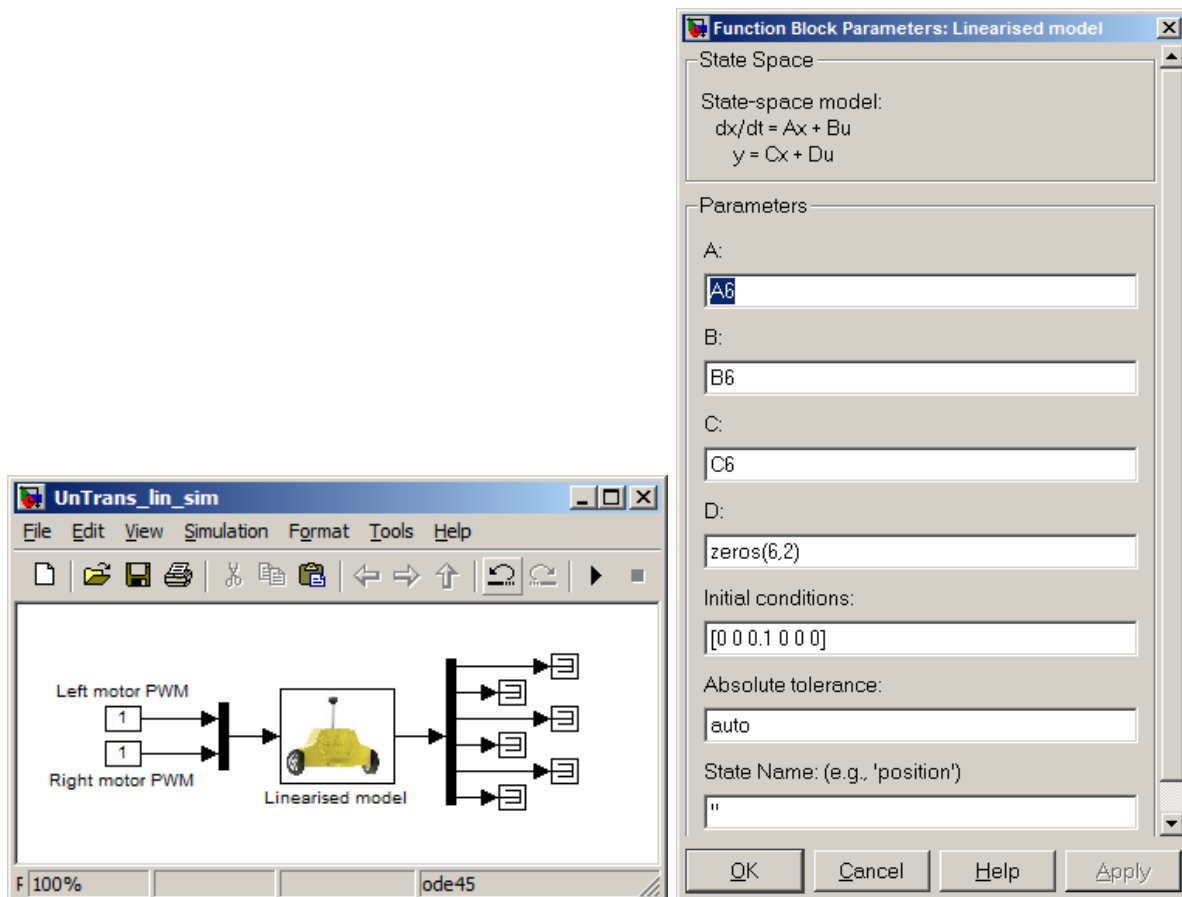 UnTrans_lin_sim
File Edit View Simulation Format Tools Help
Left motor PWM
1
1
Right motor PWM
Linearised model
F 100%
ode45
Function Block Parameters: Linearised model
State Space
State-space model:
dx/dt = Ax + Bu
y = Cx + Du
Parameters
A:
A6
B:
B6
C:
C6
D:
zeros(6,2)
Initial conditions:
[0 0 0.1 0 0 0]
Absolute tolerance:
auto
State Name: (e.g., 'position')
''
OK Cancel Help Apply